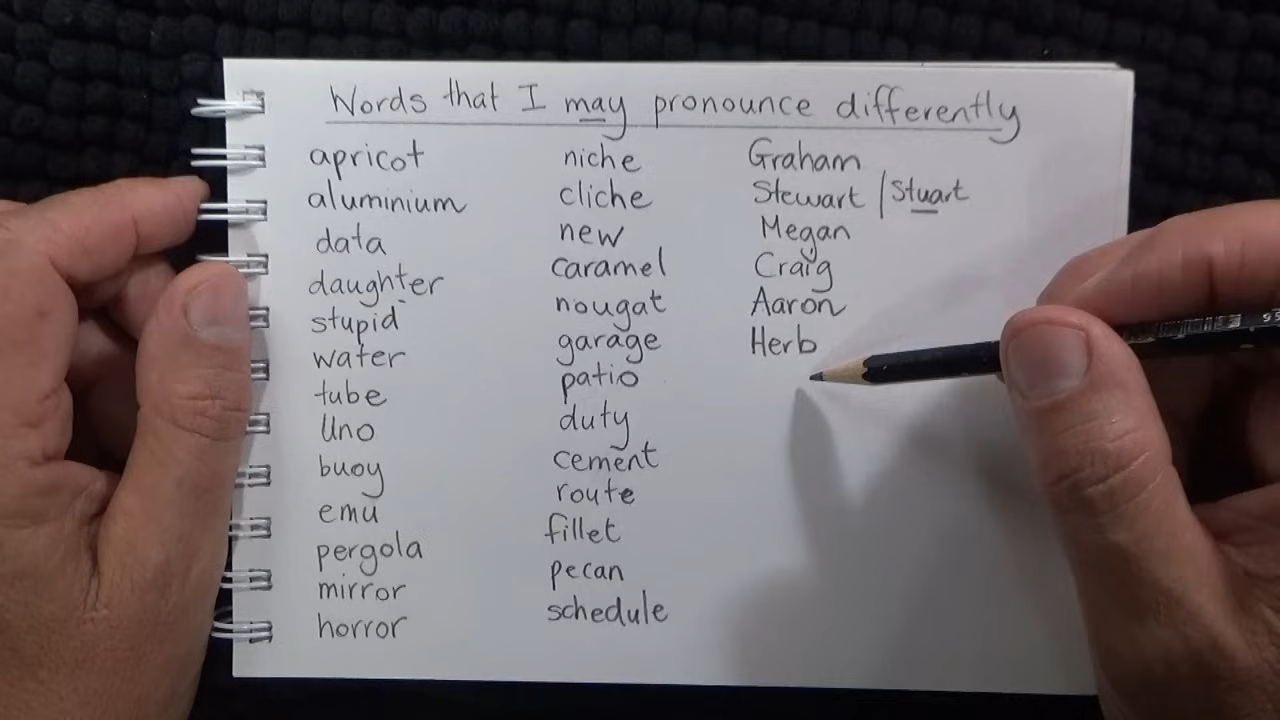 Words that I may pronounce differently
apricot
aluminium
data
daughter
stupid
water
tube
Uno
buoy
emu
pergola
mirror
horror
niche
cliche
new
caramel
nougat
garage
patio
duty
cement
route
fillet
pecan
schedule
Graham
Stewart / Stuart
Megan
Craig
Aaron
Herb